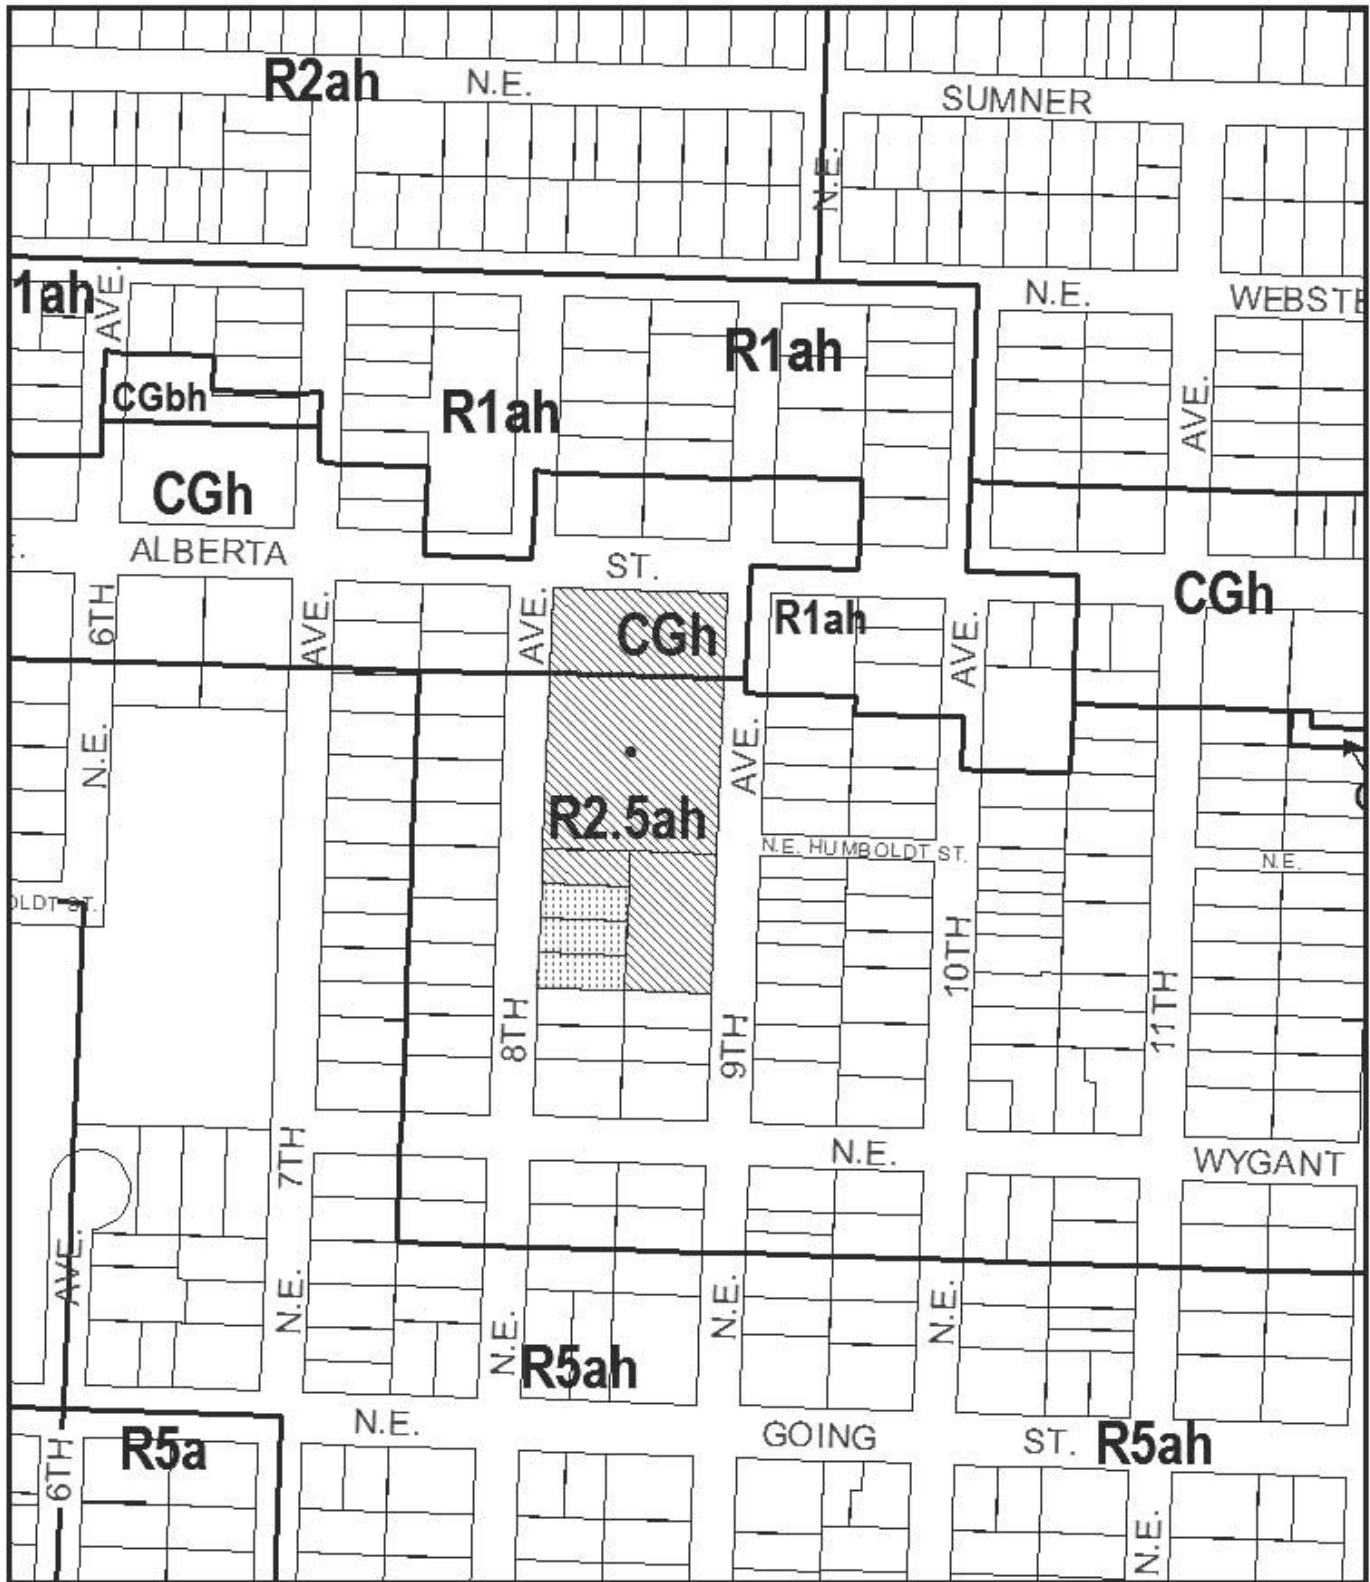 R2ah
N.E.
SUMNER
N.E.
1ah
AVE.
N.E.
WEBSTE
R1ah
CGbh
R1ah
AVE.
CGh
ALBERTA
ST.
CGh
6TH
AVE.
AVE.
CGh
R1ah
AVE.
N.E.
AVE.
R2.5ah
N.E. HUMBOLDT ST.
N.E.
OLDT ST.
10TH
8TH
9TH
11TH
7TH
N.E.
WYGANT
AVE.
N.E.
N.E.
N.E.
N.E.
R5ah
N.E.
GOING
ST.
R5ah
R5a
6TH
N.E.